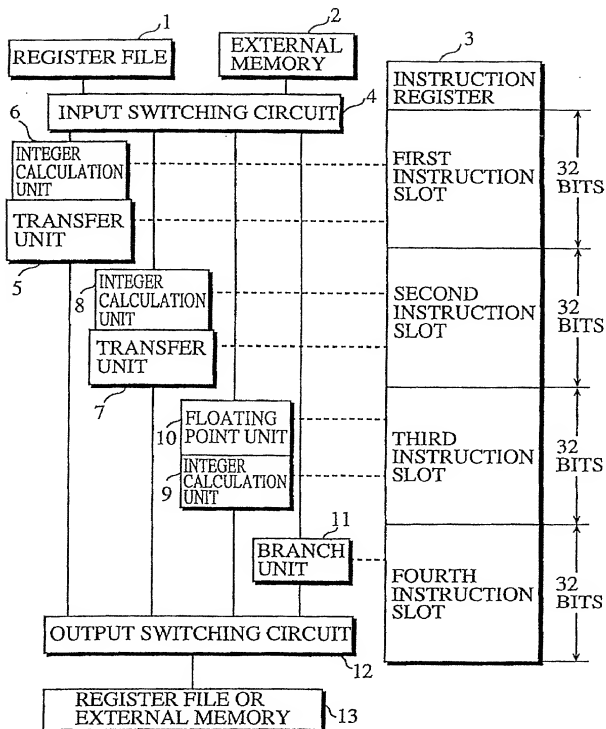 1
2
3
REGISTER FILE
EXTERNAL
MEMORY
INSTRUCTION
REGISTER
INPUT SWITCHING CIRCUIT
4
6
INTEGER
CALCULATION
UNIT
TRANSFER
UNIT
5
FIRST
INSTRUCTION
SLOT
32
BITS
8
INTEGER
CALCULATION
UNIT
TRANSFER
UNIT
7
SECOND
INSTRUCTION
SLOT
32
BITS
10
FLOATING
POINT UNIT
9
INTEGER
CALCULATION
UNIT
THIRD
INSTRUCTION
SLOT
32
BITS
11
BRANCH
UNIT
FOURTH
INSTRUCTION
SLOT
32
BITS
OUTPUT SWITCHING CIRCUIT
12
REGISTER FILE OR
EXTERNAL MEMORY
13